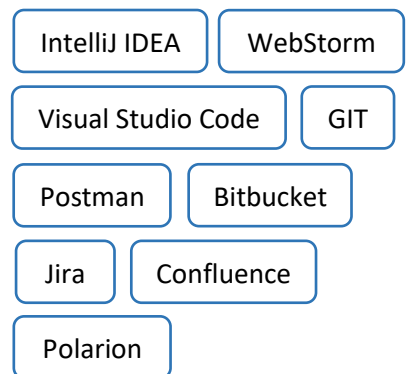 IntelliJ IDEA WebStorm
Visual Studio Code GIT
Postman Bitbucket
Jira Confluence
Polarion